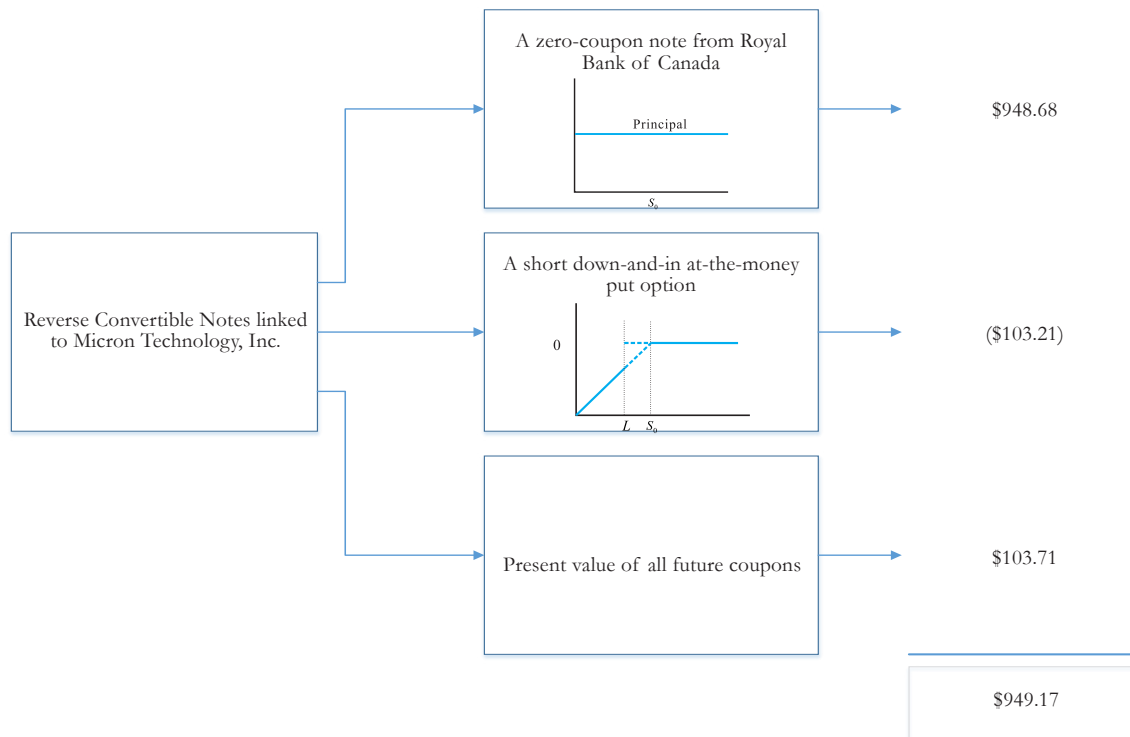 A zero-coupon note from Royal
Bank of Canada
Principal
S₀
$948.68
Reverse Convertible Notes linked
to Micron Technology, Inc.
A short down-and-in at-the-money
put option
0
L S₀
($103.21)
Present value of all future coupons
$103.71
$949.17